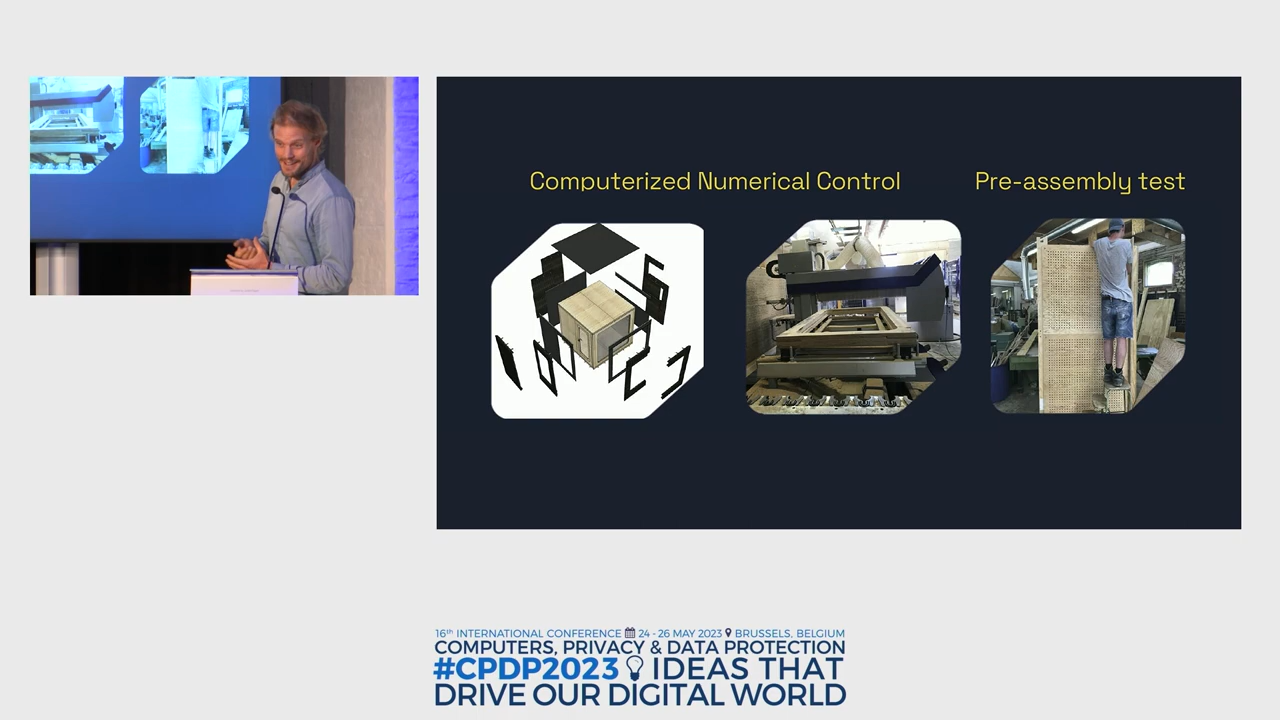 Computerized Numerical Control
Pre-assembly test
16th INTERNATIONAL CONFERENCE 24 - 26 MAY 2023 BRUSSELS, BELGIUM
COMPUTERS, PRIVACY & DATA PROTECTION
#CPDP2023 IDEAS THAT
DRIVE OUR DIGITAL WORLD